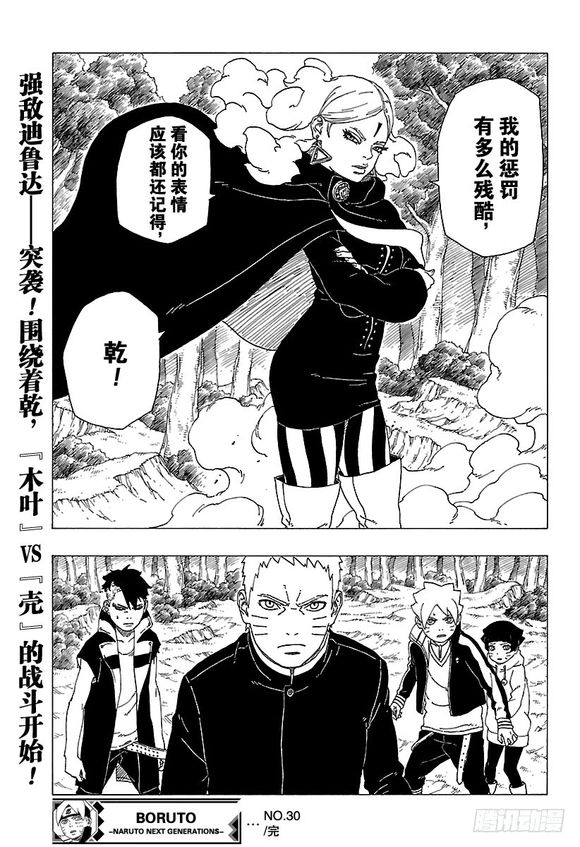 我的惩罚
有多么残酷，
看你的表情
应该都还记得，
乾！
强敌迪鲁达——突袭！围绕着乾，『木叶』VS『壳』的战斗开始！
BORUTO
-NARUTO NEXT GENERATIONS-
… NO.30
/完
腾讯动漫